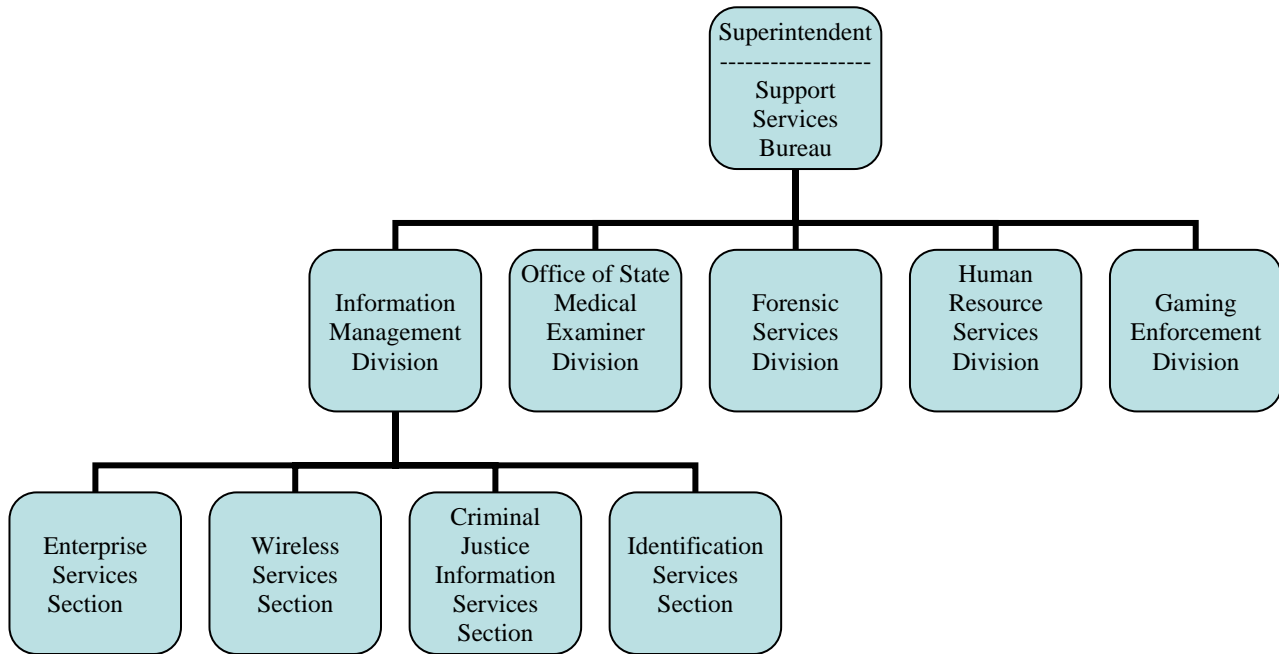 Superintendent
-------------------
Support
Services
Bureau
Information
Management
Division
Office of State
Medical
Examiner
Division
Forensic
Services
Division
Human
Resource
Services
Division
Gaming
Enforcement
Division
Enterprise
Services
Section
Wireless
Services
Section
Criminal
Justice
Information
Services
Section
Identification
Services
Section